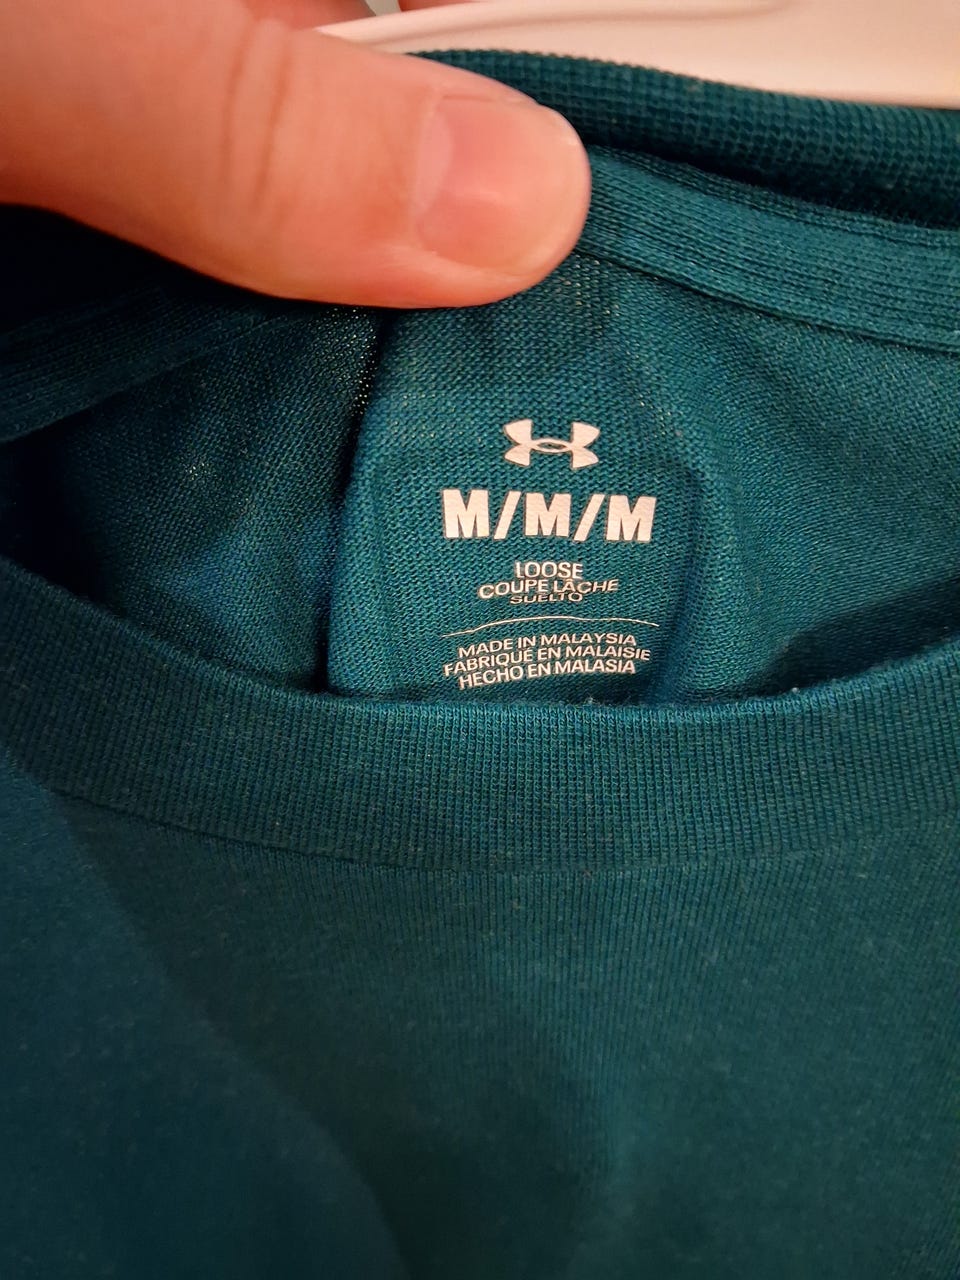 M/M/M
LOOSE
COUPE LÂCHE
SUELTO
MADE IN MALAYSIA
FABRIQUÉ EN MALAISIE
HECHO EN MALASIA